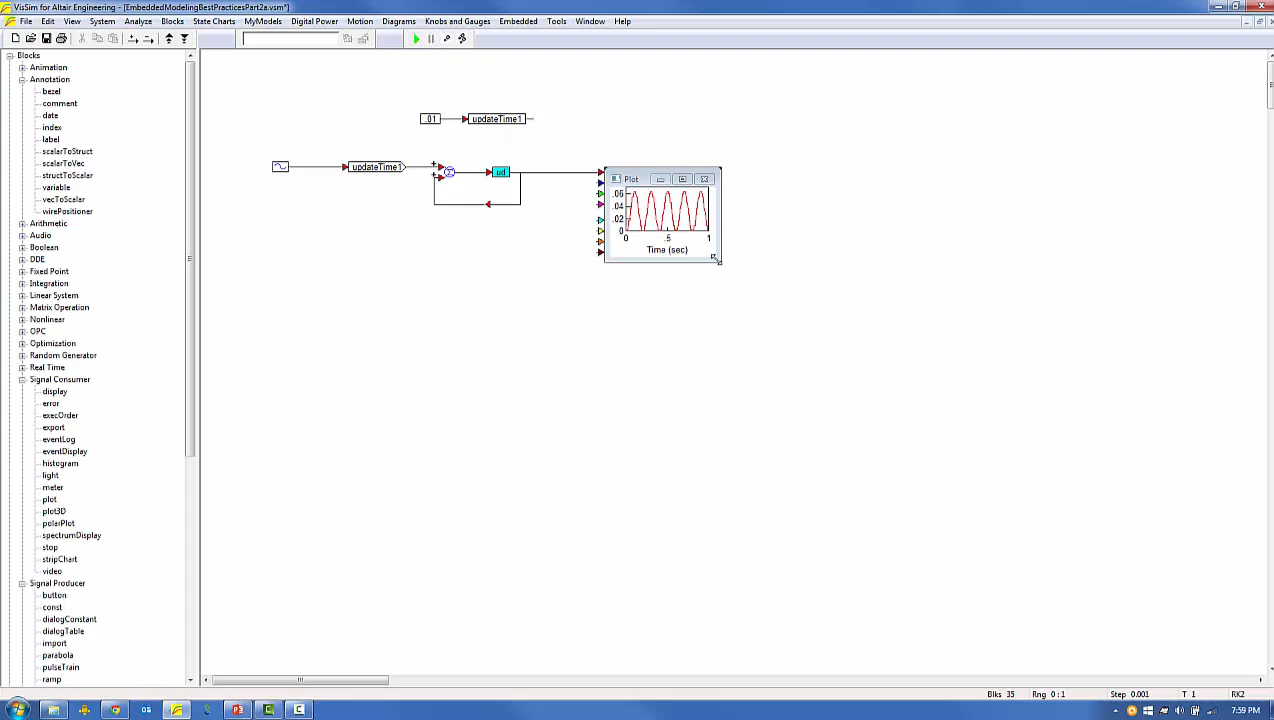 VisSim for Altair Engineering - [EmbeddedModelingBestPracticesPart2a.vsm*]
File Edit View System Analyze Blocks State Charts MyModels Digital Power Motion Diagrams Knobs and Gauges Embedded Tools Window Help
Blocks
Animation
Annotation
bezel
comment
date
index
label
scalarToStruct
scalarToVec
structToScalar
variable
vecToScalar
wirePositioner
Arithmetic
Audio
Boolean
DDE
Fixed Point
Integration
Linear System
Matrix Operation
Nonlinear
OPC
Optimization
Random Generator
Real Time
Signal Consumer
display
error
execOrder
export
eventLog
eventDisplay
histogram
light
meter
plot
plot3D
polarPlot
spectrumDisplay
stop
stripChart
video
Signal Producer
button
const
dialogConstant
dialogTable
import
parabola
pulseTrain
ramp
.01 updateTime1
updateTime1 + + Σ ud
Plot
.06
.04
.02
0
0 .5 1
Time (sec)
Blks 35 Rng 0 : 1 Step 0.001 T 1 RK2
7:59 PM